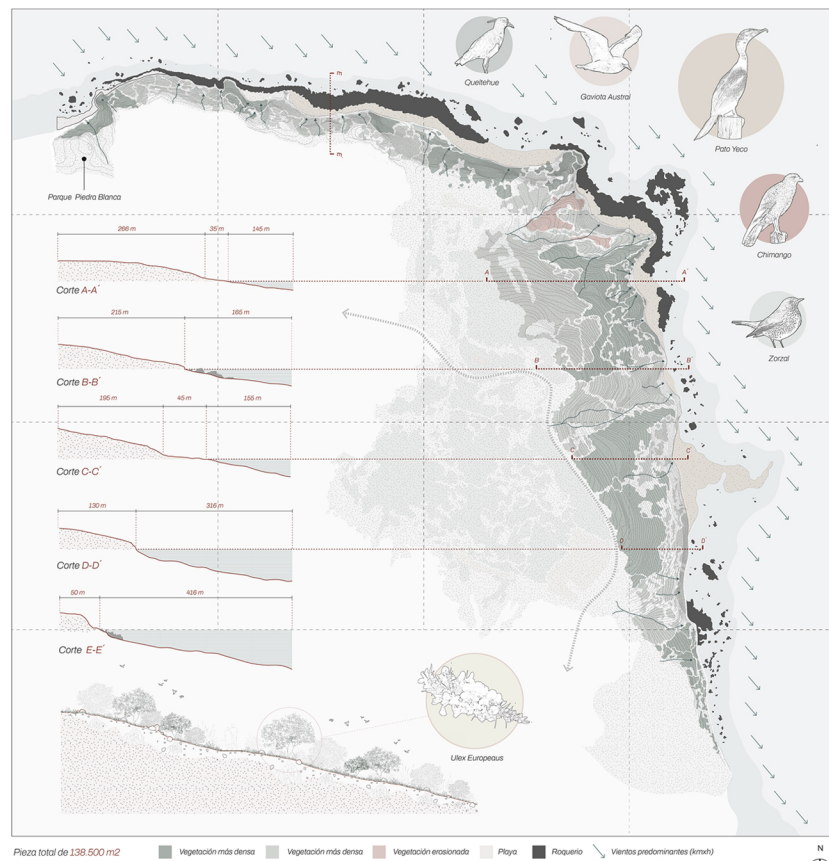 Queltehue
Gaviota Austral
Pato Yeco
Parque Piedra Blanca
Chimango
Zorzal
266 m 35 m 145 m
Corte A-A´
A A´
215 m 165 m
Corte B-B´
B B´
195 m 45 m 155 m
Corte C-C´
C C´
130 m 316 m
Corte D-D´
D D´
50 m 416 m
Corte E-E´
Ulex Europeaus
Pieza total de 138.500 m2
Vegetación más densa
Vegetación más densa
Vegetación erosionada
Playa
Roquerio
Vientos predominantes (kmxh)
N